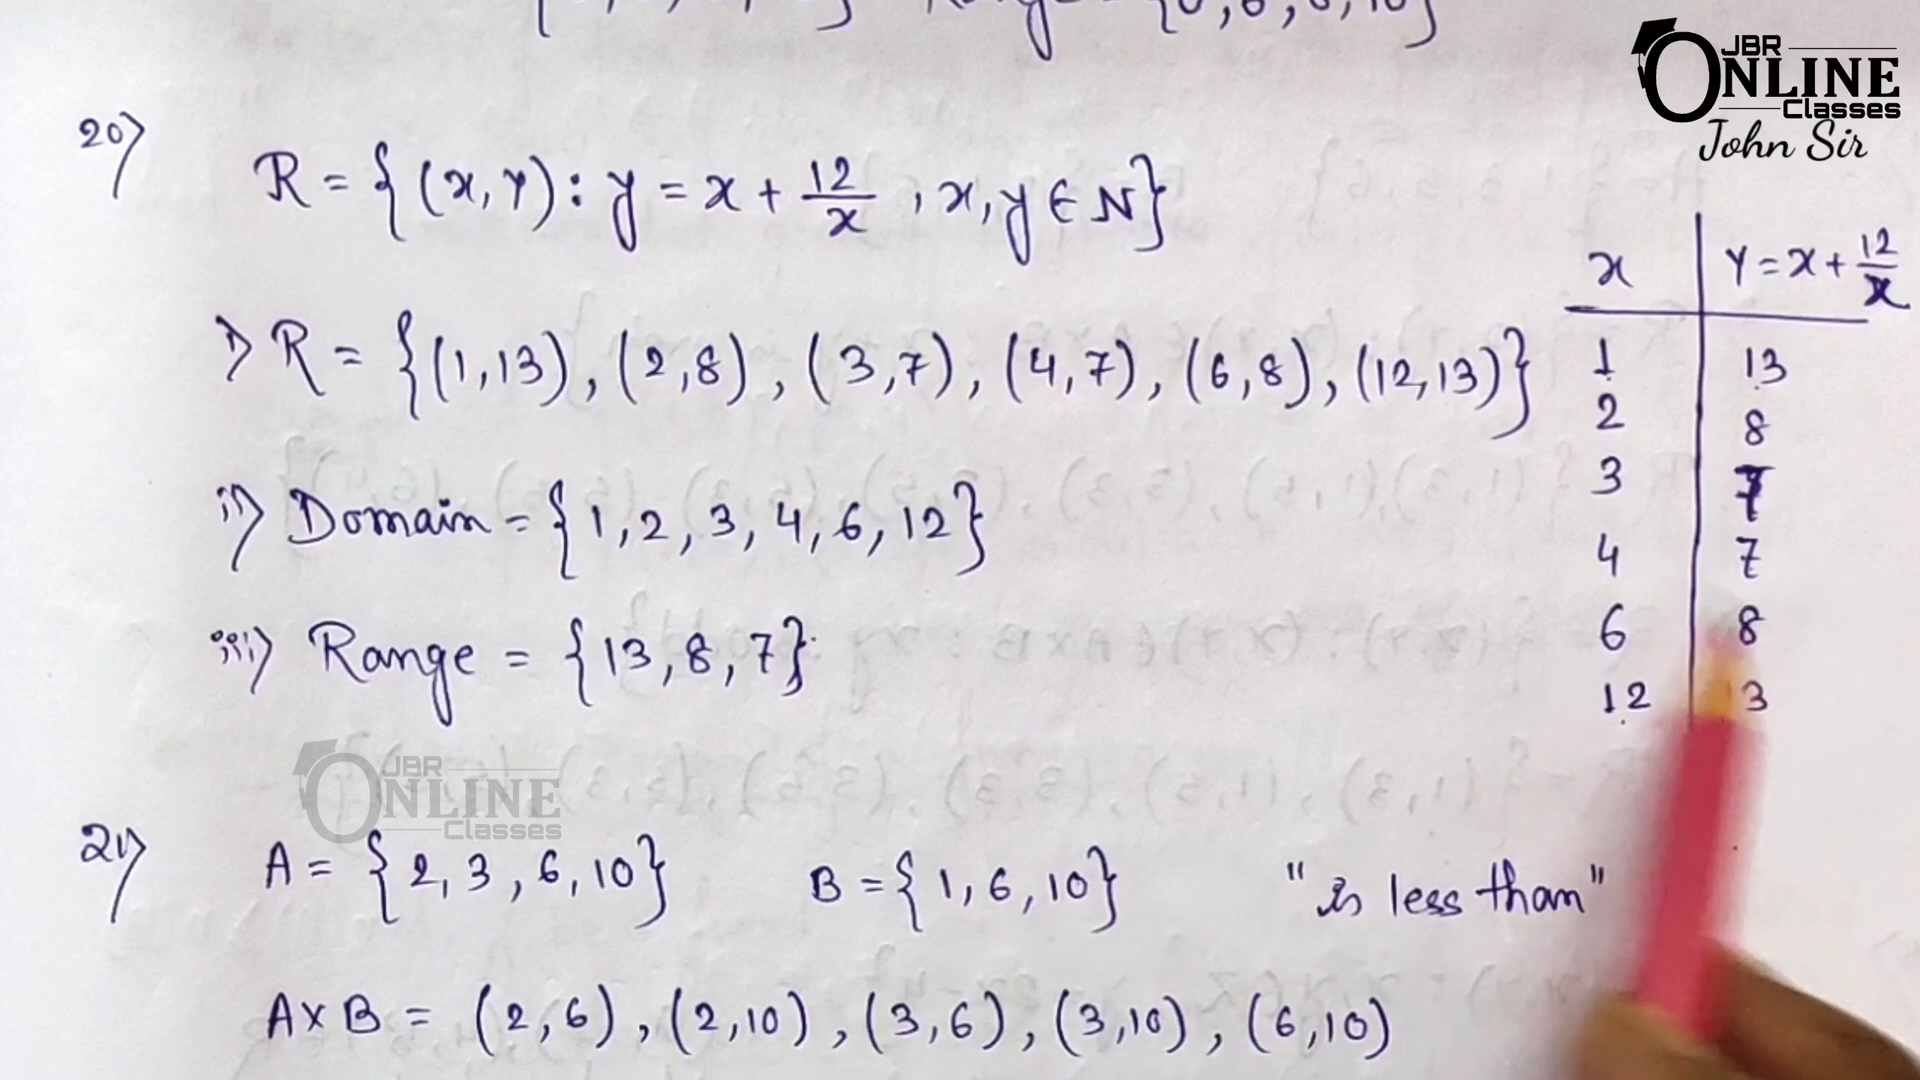 JBR
ONLINE
Classes
John Sir
20)
R = { (x, y) : y = x + 12/x , x, y ∈ N}
i) R = {(1,13), (2,8), (3,7), (4,7), (6,8), (12,13)}
ii) Domain = {1, 2, 3, 4, 6, 12}
iii) Range = {13, 8, 7}
x | y = x + 12/x
1 | 13
2 | 8
3 | 7
4 | 7
6 | 8
12 | 3
JBR
ONLINE
Classes
21) A = {2, 3, 6, 10} B = {1, 6, 10} "is less than"
A × B = (2, 6), (2, 10), (3, 6), (3, 10), (6, 10)